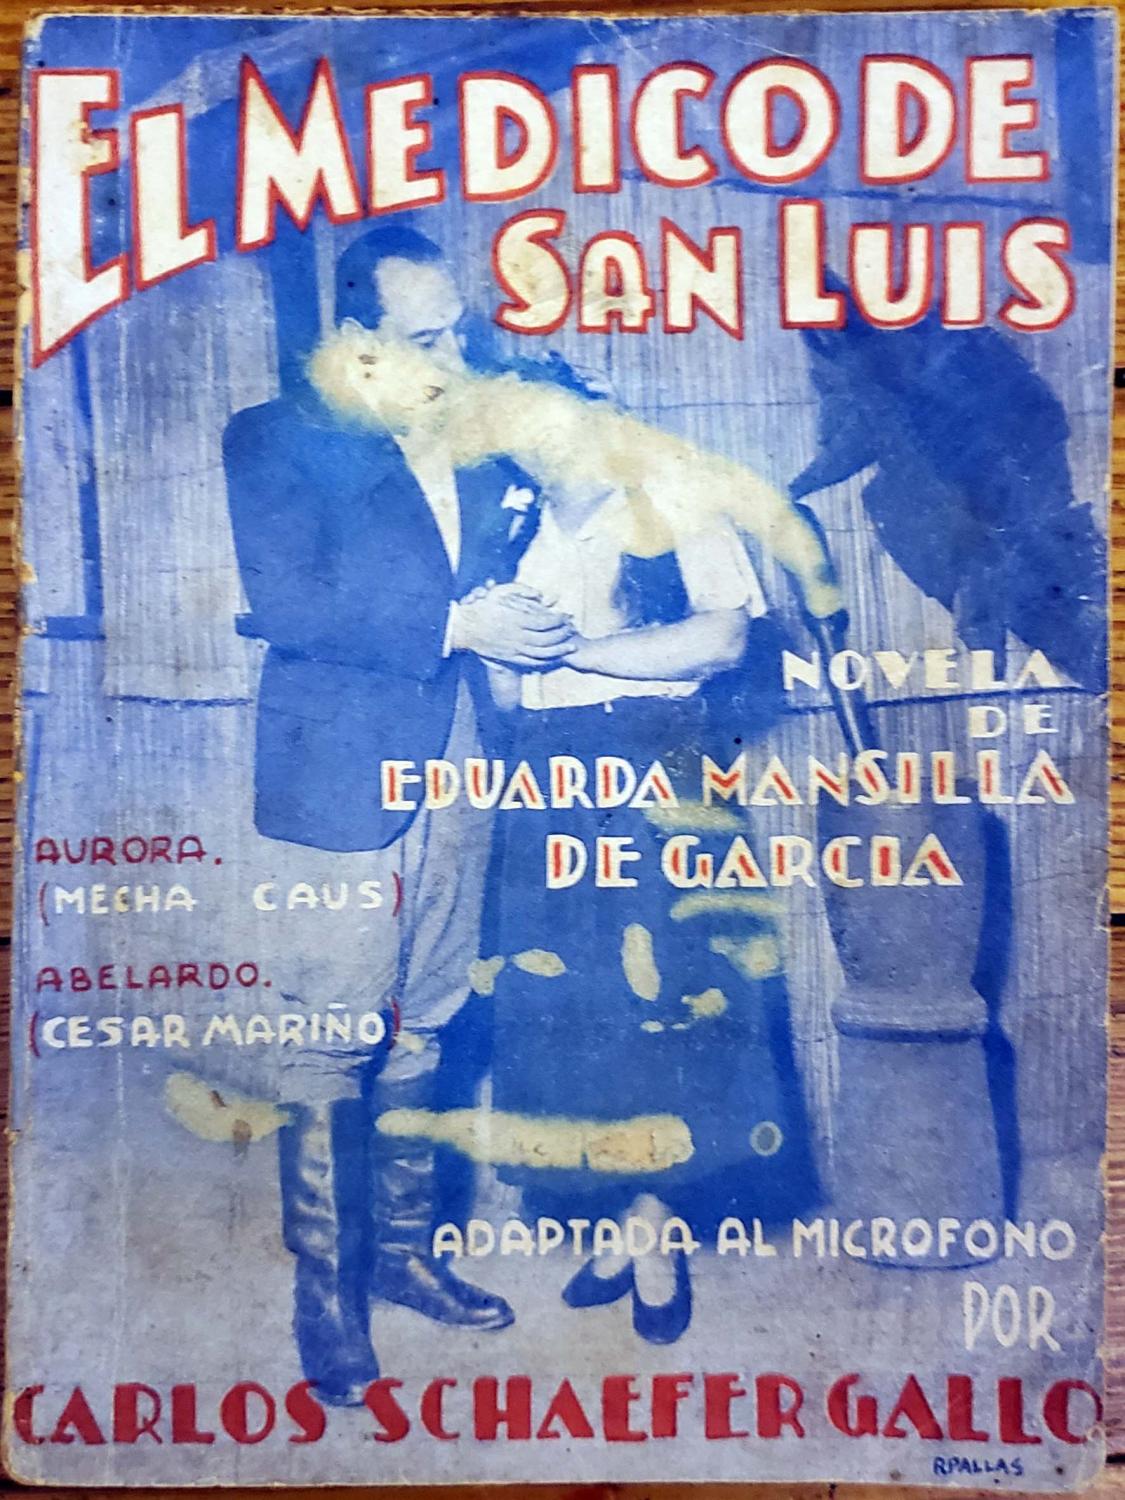 EL MEDICO DE
SAN LUIS
NOVELA
DE
EDUARDA MANSILLA
DE GARCIA
AURORA.
(MECHA CAUS)
ABELARDO.
(CESAR MARIÑO)
ADAPTADA AL MICROFONO
POR
CARLOS SCHAEFER GALLO
R.PALLAS